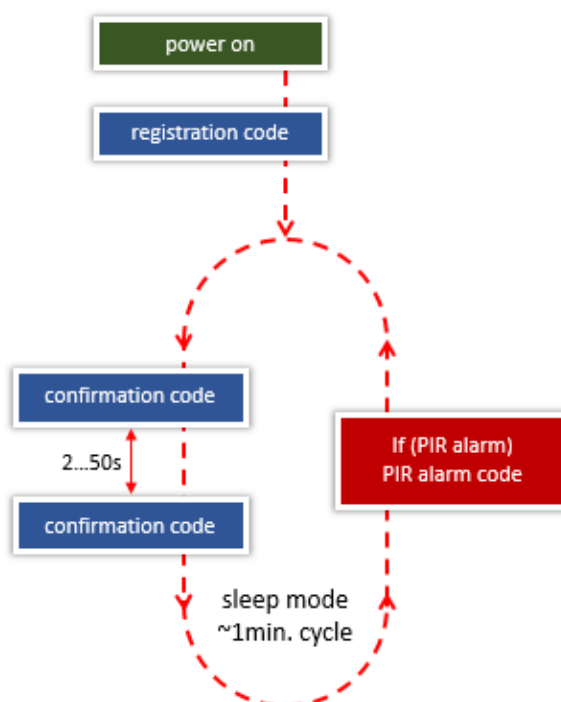 power on
registration code
confirmation code
2...50s
confirmation code
If (PIR alarm)
PIR alarm code
sleep mode
~1min. cycle